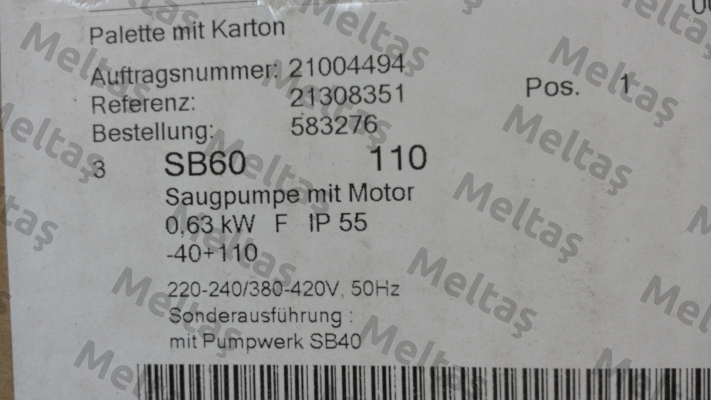 Palette mit Karton
Auftragsnummer: 21004494
Referenz: 21308351
Bestellung: 583276
Pos. 1
3 SB60 110
Saugpumpe mit Motor
0,63 kW F IP 55
-40+110
220-240/380-420V, 50Hz
Sonderausführung :
mit Pumpwerk SB40
Meltaş